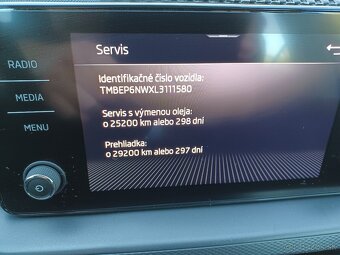 Servis
RADIO
MEDIA
MENU
Identifikačné číslo vozidla:
TMBEP6NWXL3111580
Servis s výmenou oleja:
o 25200 km alebo 298 dní
Prehliadka:
o 29200 km alebo 297 dní